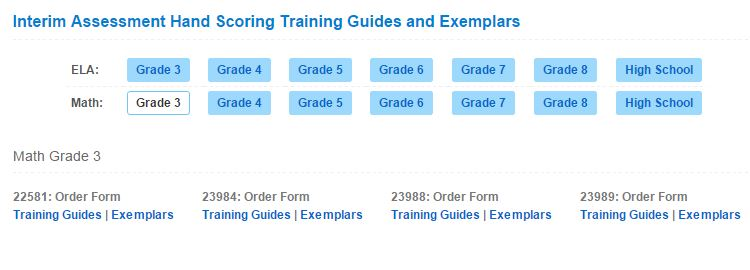 Interim Assessment Hand Scoring Training Guides and Exemplars
ELA: Grade 3 Grade 4 Grade 5 Grade 6 Grade 7 Grade 8 High School
Math: Grade 3 Grade 4 Grade 5 Grade 6 Grade 7 Grade 8 High School
Math Grade 3
22581: Order Form 23984: Order Form 23988: Order Form 23989: Order Form
Training Guides | Exemplars Training Guides | Exemplars Training Guides | Exemplars Training Guides | Exemplars